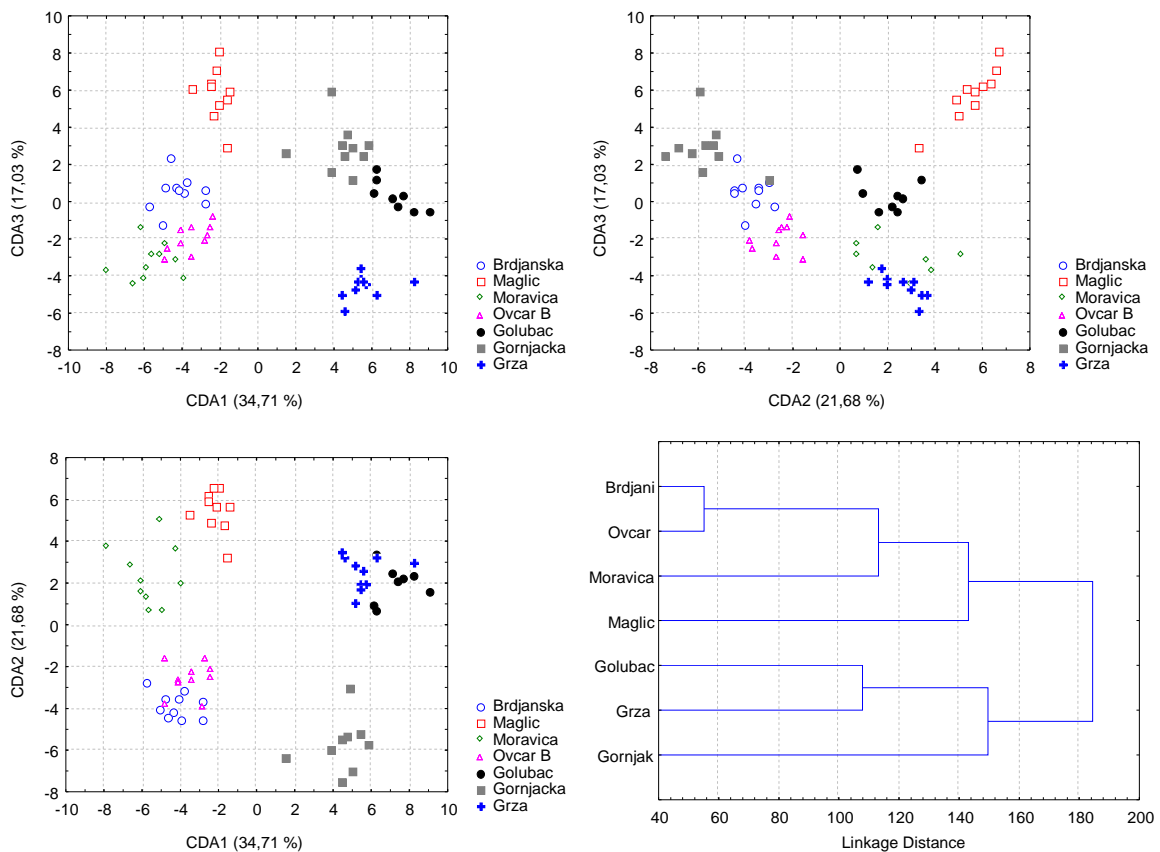 10
8
6
4
2
0
-2
-4
-6
-8
CDA3 (17,03 %)
-10 -8 -6 -4 -2 0 2 4 6 8 10
CDA1 (34,71 %)
Brdjanska
Maglic
Moravica
Ovcar B
Golubac
Gornjacka
Grza
10
8
6
4
2
0
-2
-4
-6
-8
CDA3 (17,03 %)
-8 -6 -4 -2 0 2 4 6 8
CDA2 (21,68 %)
Brdjanska
Maglic
Moravica
Ovcar B
Golubac
Gornjacka
Grza
8
6
4
2
0
-2
-4
-6
-8
CDA2 (21,68 %)
-10 -8 -6 -4 -2 0 2 4 6 8 10
CDA1 (34,71 %)
Brdjanska
Maglic
Moravica
Ovcar B
Golubac
Gornjacka
Grza
Brdjani
Ovcar
Moravica
Maglic
Golubac
Grza
Gornjak
40 60 80 100 120 140 160 180 200
Linkage Distance